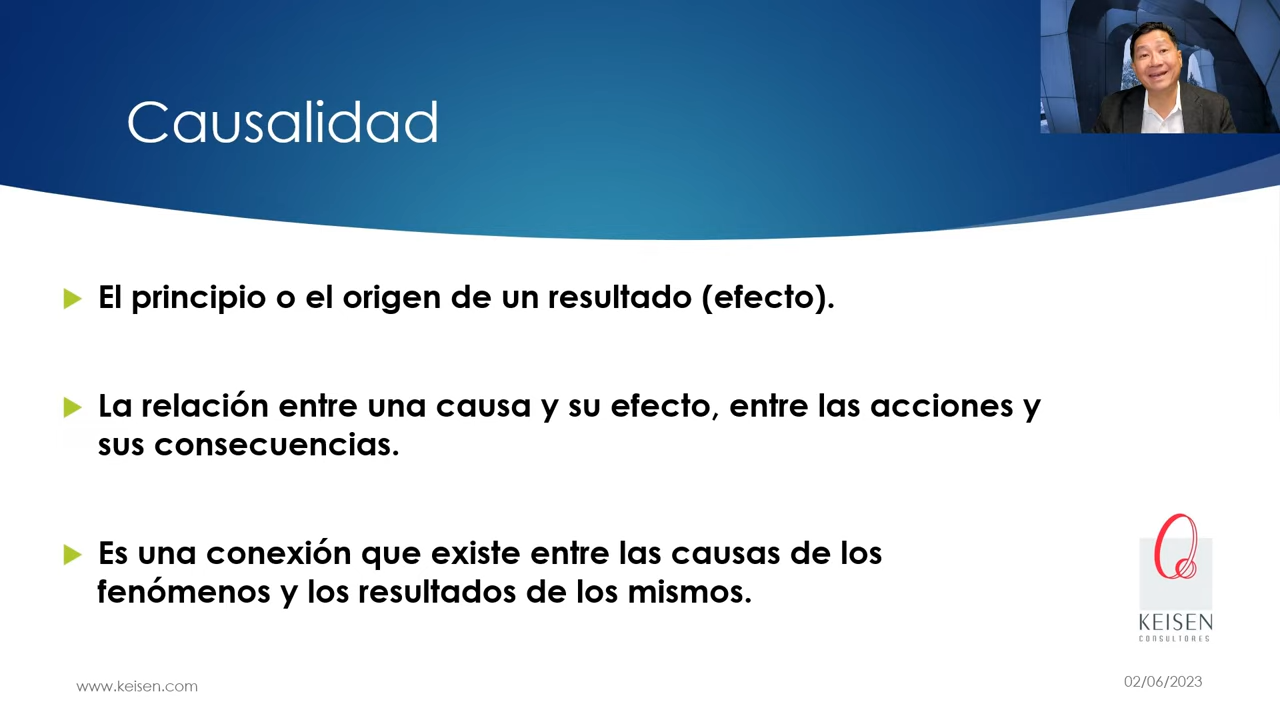 Causalidad
El principio o el origen de un resultado (efecto).
La relación entre una causa y su efecto, entre las acciones y
sus consecuencias.
Es una conexión que existe entre las causas de los
fenómenos y los resultados de los mismos.
KEISEN
CONSULTORES
www.keisen.com
02/06/2023